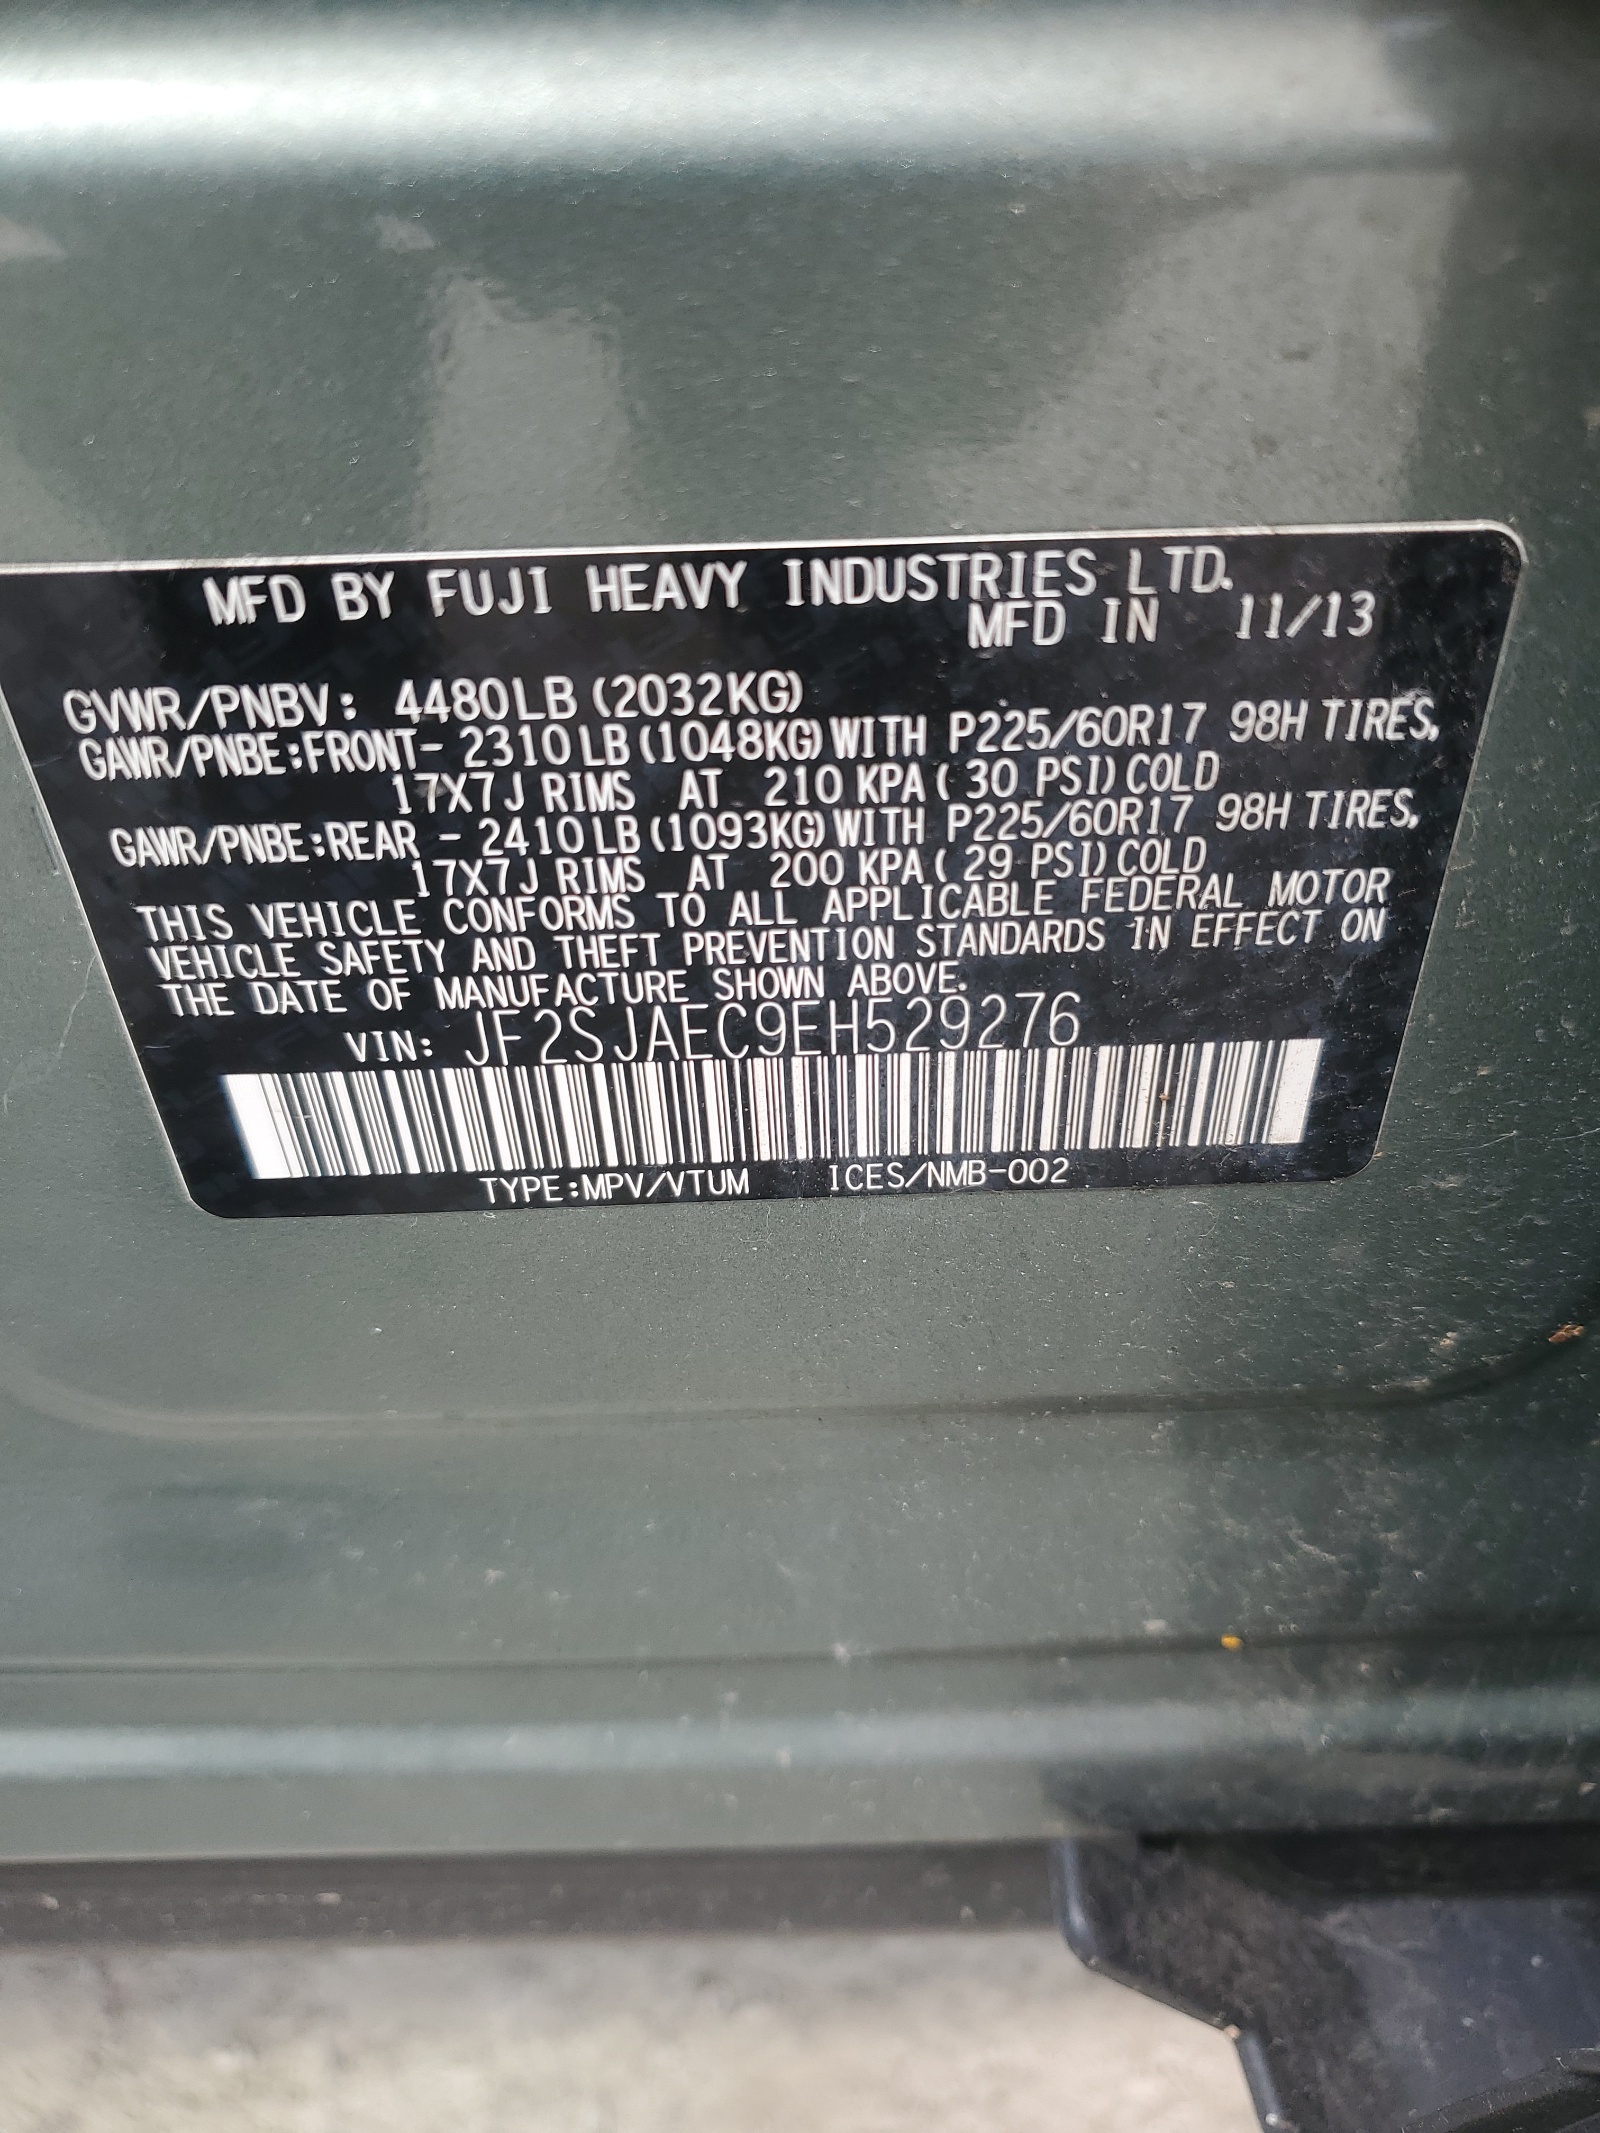 MFD BY FUJI HEAVY INDUSTRIES LTD.
MFD IN 11/13
GVWR/PNBV: 4480LB (2032KG)
GAWR/PNBE:FRONT- 2310 LB (1048KG) WITH P225/60R17 98H TIRES,
17X7J RIMS AT 210 KPA ( 30 PSI) COLD
GAWR/PNBE:REAR - 2410 LB (1093KG) WITH P225/60R17 98H TIRES,
17X7J RIMS AT 200 KPA ( 29 PSI) COLD
THIS VEHICLE CONFORMS TO ALL APPLICABLE FEDERAL MOTOR
VEHICLE SAFETY AND THEFT PREVENTION STANDARDS IN EFFECT ON
THE DATE OF MANUFACTURE SHOWN ABOVE.
VIN: JF2SJAEC9EH529276
TYPE:MPV/VTUM ICES/NMB-002